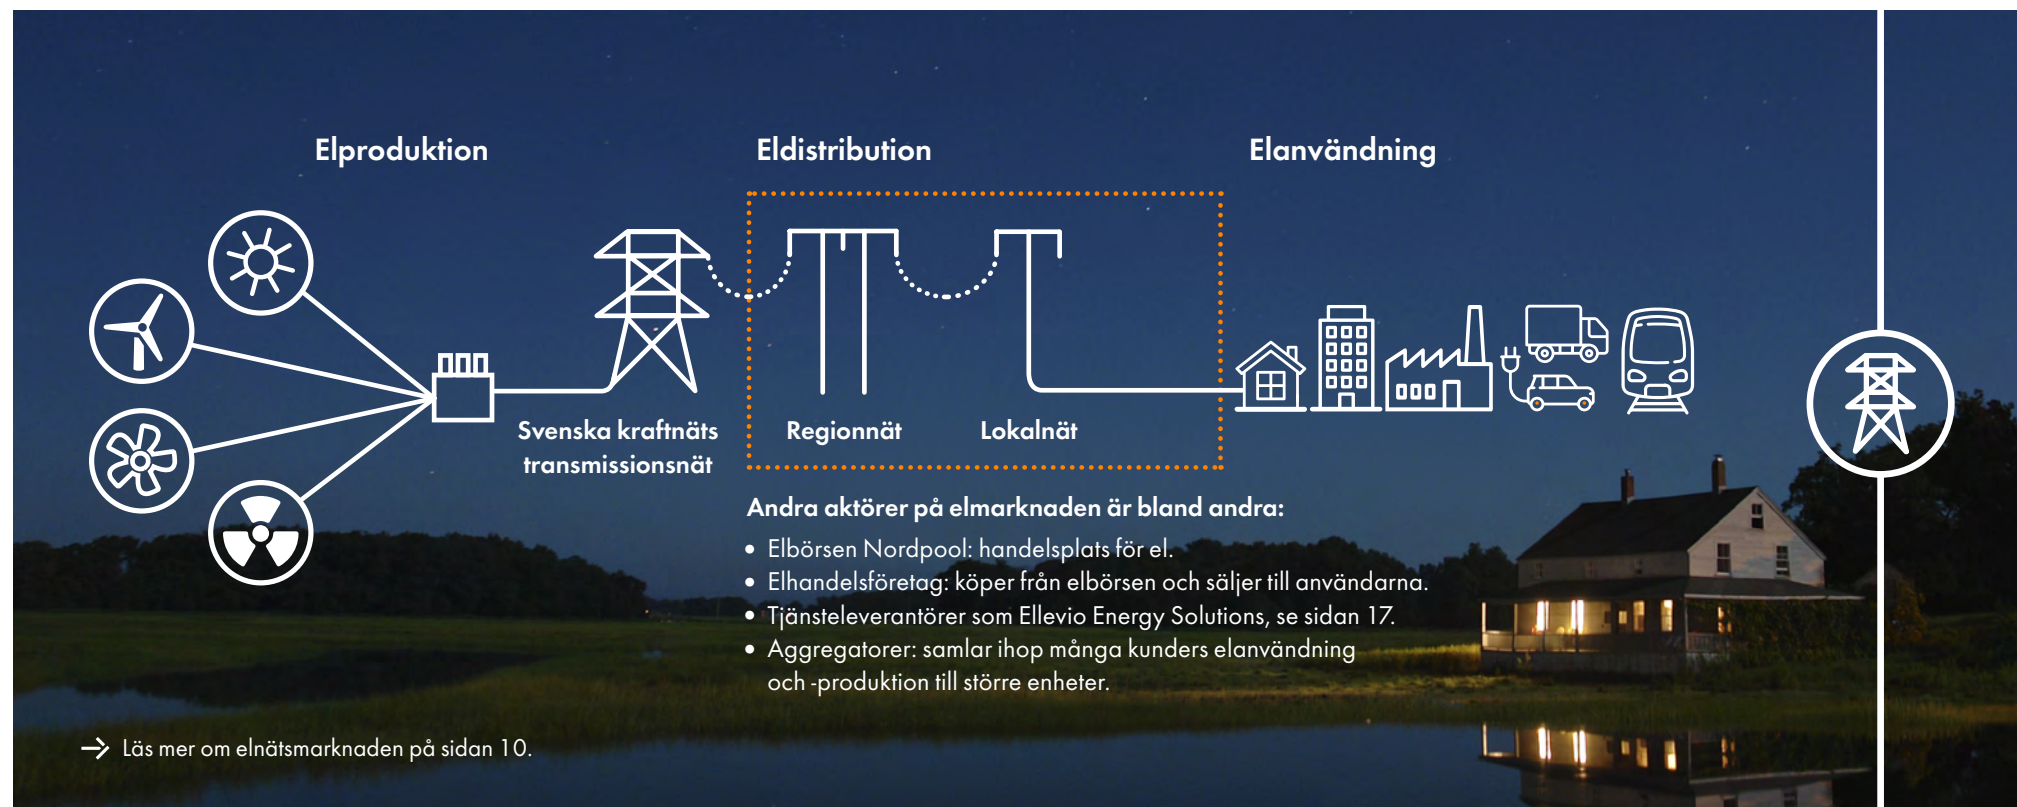 Elproduktion
Eldistribution
Elanvändning
Svenska kraftnäts
transmissionsnät
Regionnät
Lokalnät
Andra aktörer på elmarknaden är bland andra:
• Elbörsen Nordpool: handelsplats för el.
• Elhandelsföretag: köper från elbörsen och säljer till användarna.
• Tjänsteleverantörer som Ellevio Energy Solutions, se sidan 17.
• Aggregatorer: samlar ihop många kunders elanvändning
och -produktion till större enheter.
→ Läs mer om elnätsmarknaden på sidan 10.